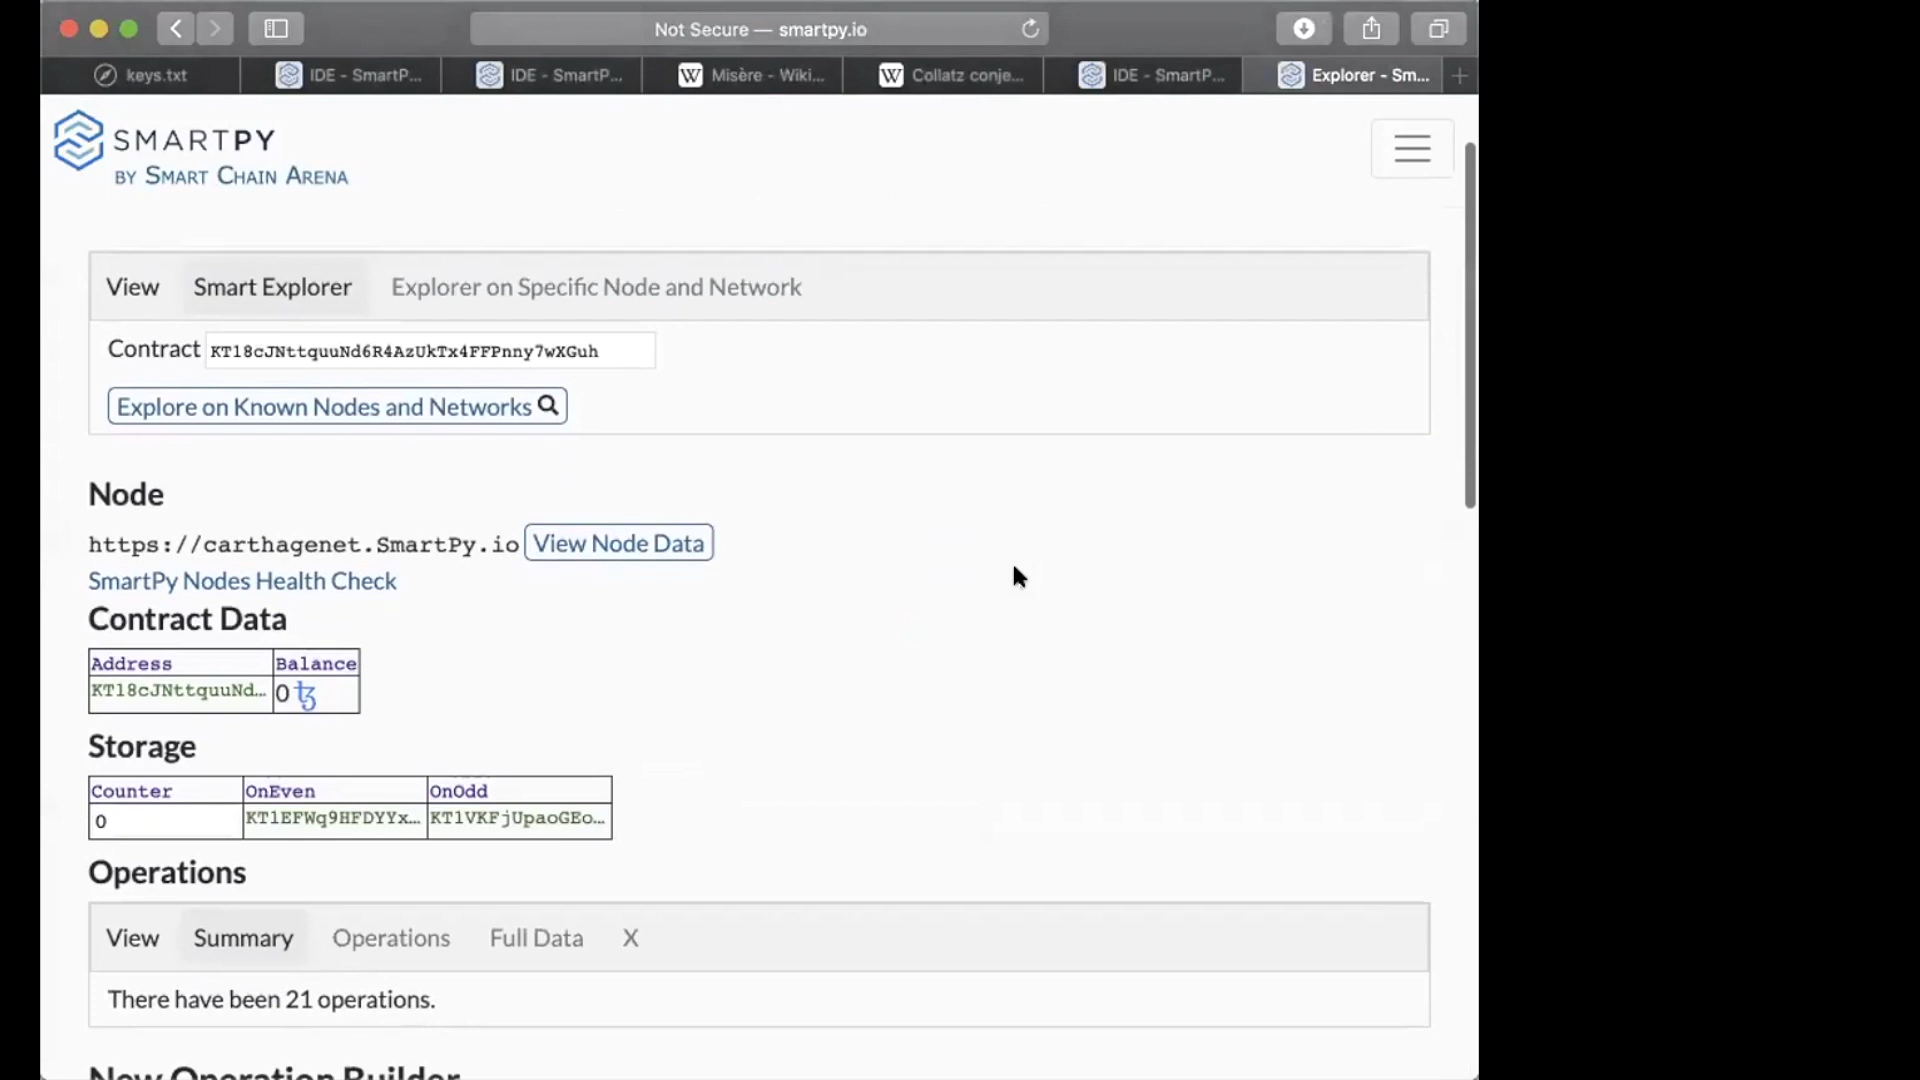 Not Secure — smartpy.io
keys.txt
IDE - SmartP...
IDE - SmartP...
Misère - Wiki...
Collatz conje...
IDE - SmartP...
Explorer - Sm...
SMARTPY
BY SMART CHAIN ARENA
View Smart Explorer Explorer on Specific Node and Network
Contract KT18cJNttquuNd6R4AzUkTx4FFPnny7wXGuh
Explore on Known Nodes and Networks
Node
https://carthagenet.SmartPy.io View Node Data
SmartPy Nodes Health Check
Contract Data
Address Balance
KT18cJNttquuNd… 0 ꜩ
Storage
Counter OnEven OnOdd
0 KT1EFWq9HFDYYx… KT1VKFjUpaoGEo…
Operations
View Summary Operations Full Data X
There have been 21 operations.
New Operation Builder